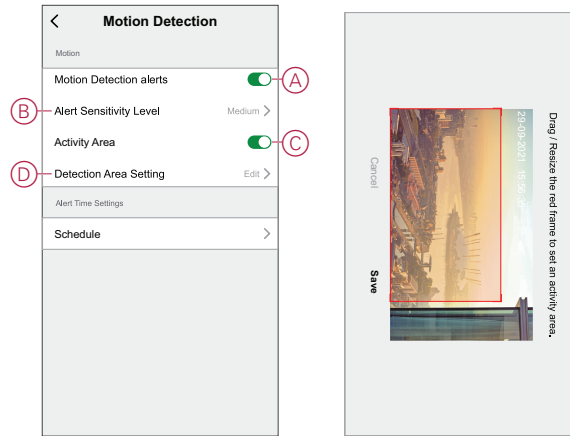 Motion Detection
Motion
Motion Detection alerts
A
B
Alert Sensitivity Level
Medium
Activity Area
C
D
Detection Area Setting
Edit
Alert Time Settings
Schedule
Drag / Resize the red frame to set an activity area.
29-09-2021
Cancel
Save